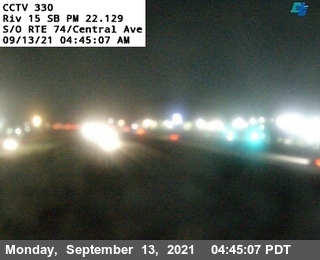 CCTV 330
Riv 15 SB PM 22.129
S/O RTE 74/Central Ave
09/13/21 04:45:07 AM
Monday, September 13, 2021 04:45:07 PDT